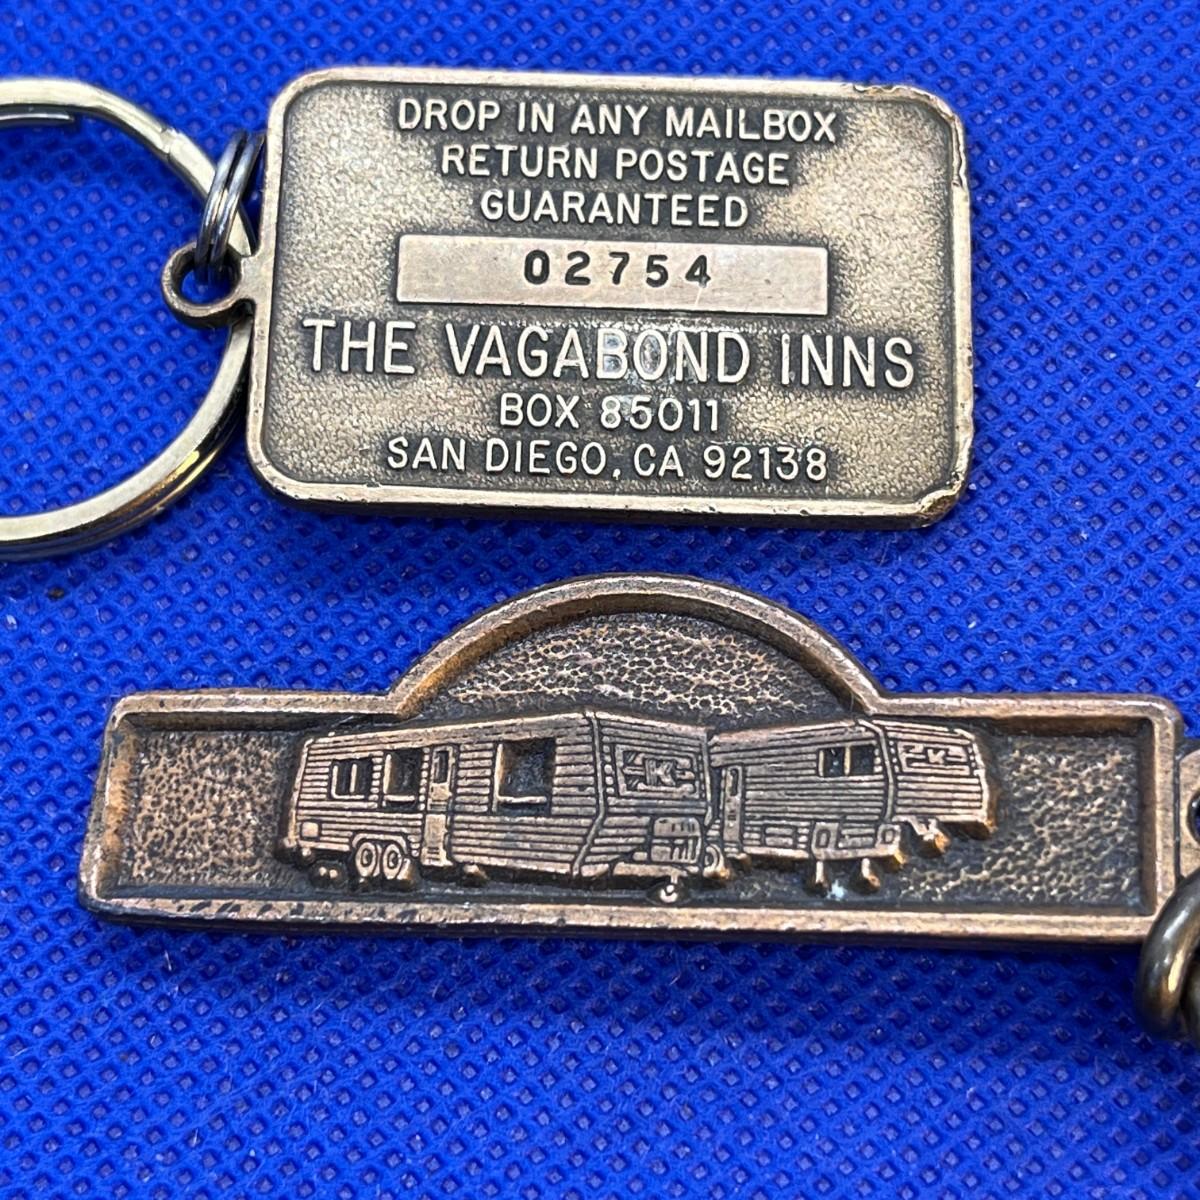 DROP IN ANY MAILBOX
RETURN POSTAGE
GUARANTEED
02754
THE VAGABOND INNS
BOX 85011
SAN DIEGO, CA 92138
K
K